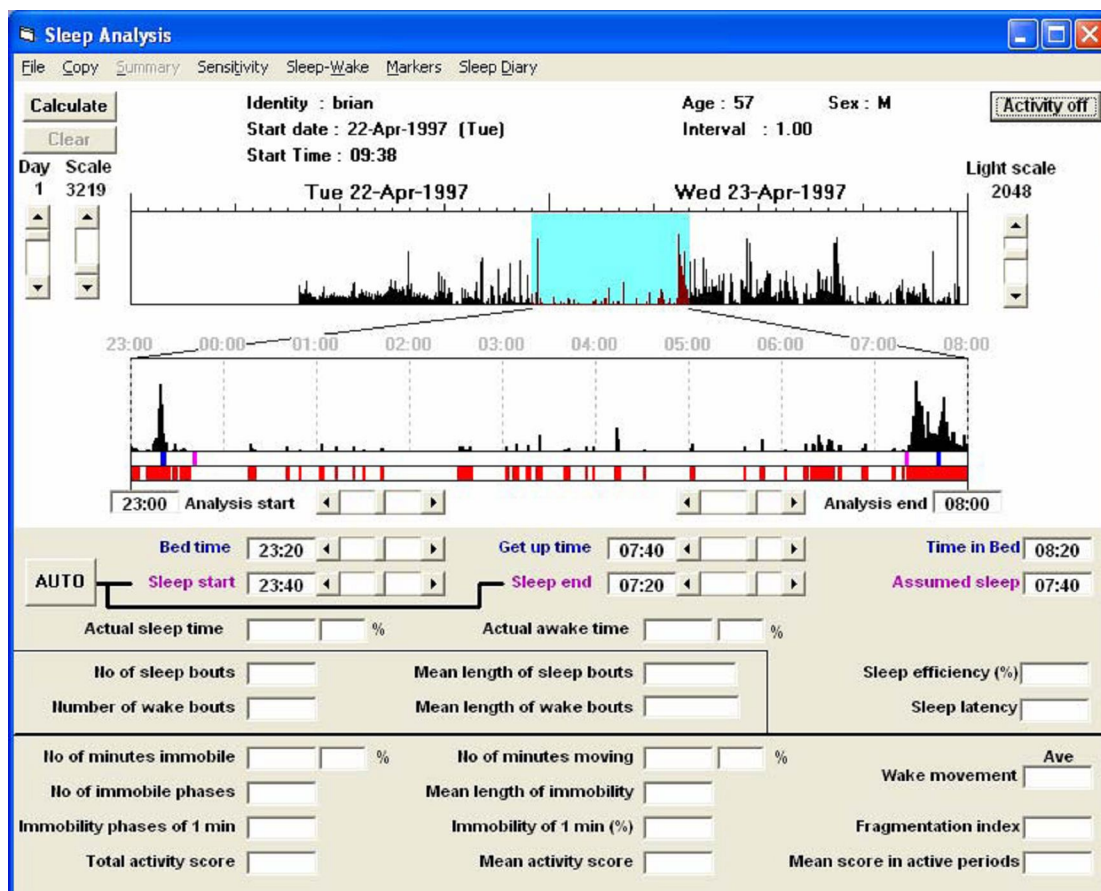 Sleep Analysis
File Copy Summary Sensitivity Sleep-Wake Markers Sleep Diary
Calculate Identity : brian Age : 57 Sex : M Activity off
Clear Start date : 22-Apr-1997 (Tue) Interval : 1.00
Start Time : 09:38
Day Scale Light scale
1 3219 Tue 22-Apr-1997 Wed 23-Apr-1997 2048
23:00 00:00 01:00 02:00 03:00 04:00 05:00 06:00 07:00 08:00
23:00 Analysis start Analysis end 08:00
Bed time 23:20 Get up time 07:40 Time in Bed 08:20
AUTO Sleep start 23:40 Sleep end 07:20 Assumed sleep 07:40
Actual sleep time % Actual awake time %
No of sleep bouts Mean length of sleep bouts Sleep efficiency (%)
Number of wake bouts Mean length of wake bouts Sleep latency
No of minutes immobile % No of minutes moving % Ave
Wake movement
No of immobile phases Mean length of immobility
Immobility phases of 1 min Immobility of 1 min (%) Fragmentation index
Total activity score Mean activity score Mean score in active periods